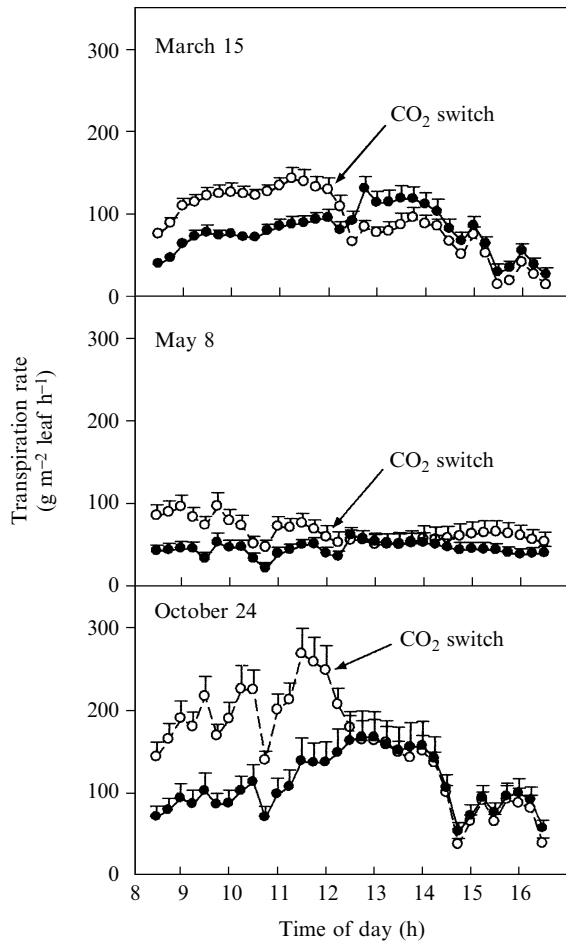 Transpiration rate
(g m⁻² leaf h⁻¹)
300
200
100
0
March 15
CO₂ switch
300
200
100
0
May 8
CO₂ switch
300
200
100
0
October 24
CO₂ switch
8 9 10 11 12 13 14 15 16
Time of day (h)